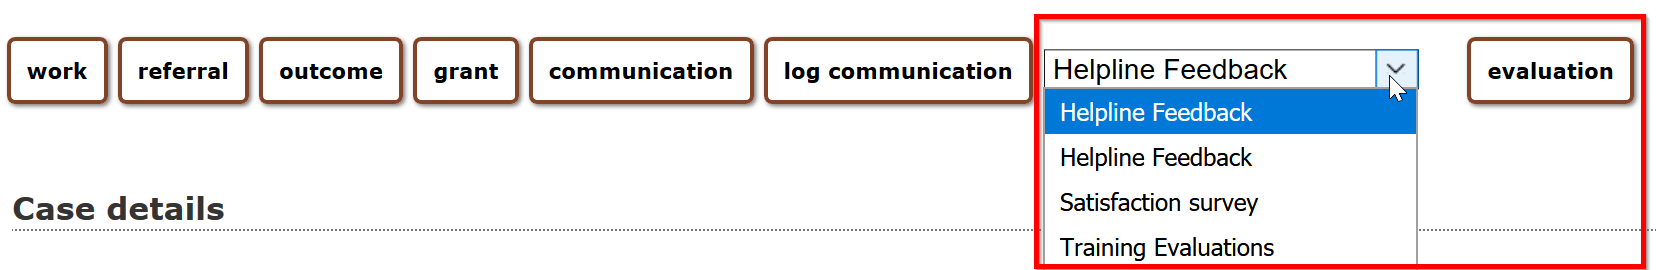 work referral outcome grant communication log communication Helpline Feedback evaluation
Helpline Feedback
Helpline Feedback
Satisfaction survey
Case details
Training Evaluations